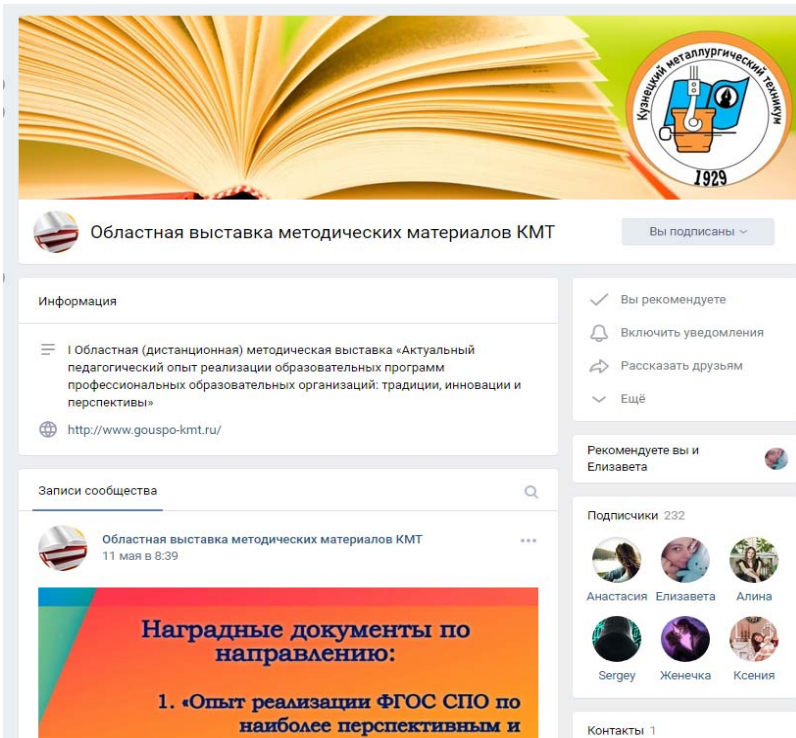 Кузнецкий металлургический техникум
1929
Областная выставка методических материалов КМТ
Вы подписаны
Информация
I Областная (дистанционная) методическая выставка «Актуальный
педагогический опыт реализации образовательных программ
профессиональных образовательных организаций: традиции, инновации и
перспективы»
http://www.gouspo-kmt.ru/
Записи сообщества
Областная выставка методических материалов КМТ
11 мая в 8:39
Наградные документы по
направлению:
1. «Опыт реализации ФГОС СПО по
наиболее перспективным и
Вы рекомендуете
Включить уведомления
Рассказать друзьям
Ещё
Рекомендуете вы и
Елизавета
Подписчики 232
Анастасия Елизавета Алина
Sergey Женечка Ксения
Контакты 1